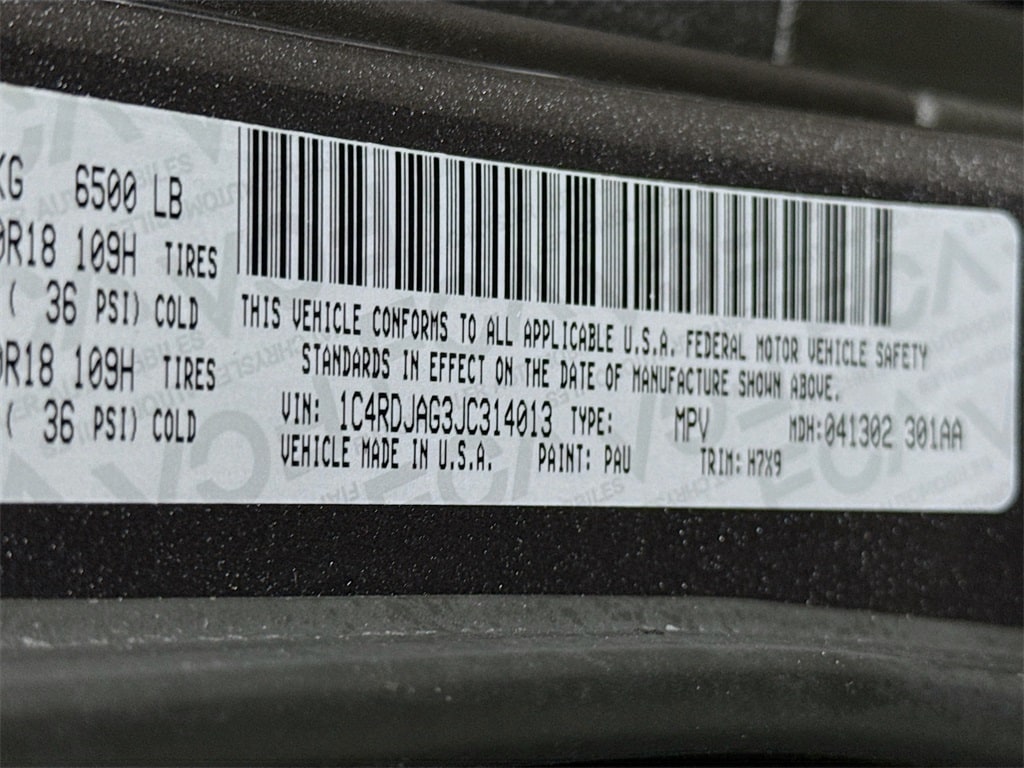 KG 6500 LB
0R18 109H TIRES
( 36 PSI) COLD
0R18 109H TIRES
( 36 PSI) COLD
THIS VEHICLE CONFORMS TO ALL APPLICABLE U.S.A. FEDERAL MOTOR VEHICLE SAFETY
STANDARDS IN EFFECT ON THE DATE OF MANUFACTURE SHOWN ABOVE.
VIN: 1C4RDJAG3JC314013 TYPE: MPV MDH:041302 301AA
VEHICLE MADE IN U.S.A. PAINT: PAU TRIM: H7X9